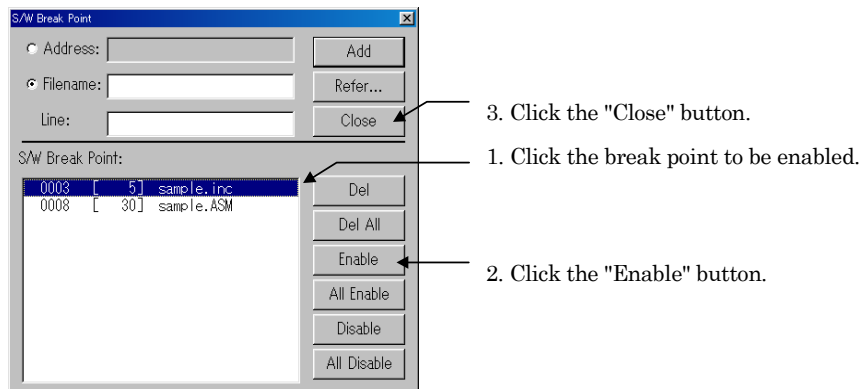 S/W Break Point
Address:
Add
Filename:
Refer...
Line:
Close
3. Click the "Close" button.
S/W Break Point:
1. Click the break point to be enabled.
0003 [ 5] sample.inc
Del
0008 [ 30] sample.ASM
Del All
Enable
2. Click the "Enable" button.
All Enable
Disable
All Disable